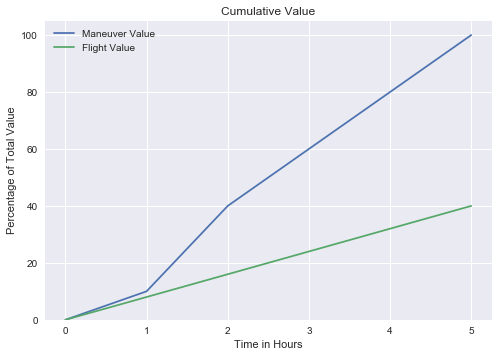 Cumulative Value
Maneuver Value
Flight Value
Percentage of Total Value
100
80
60
40
20
0
0 1 2 3 4 5
Time in Hours